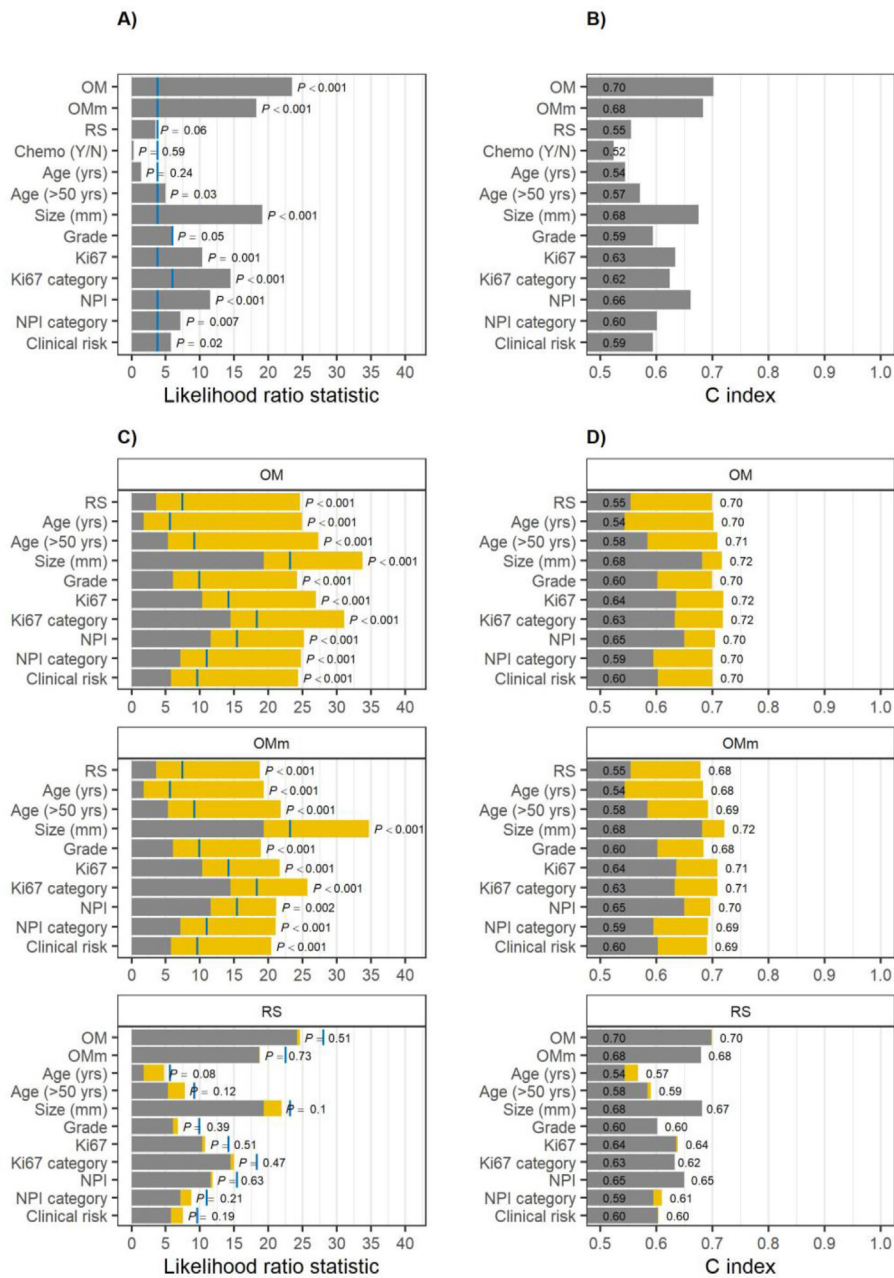 A)
OM P < 0.001
OMm P < 0.001
RS P = 0.06
Chemo (Y/N) P = 0.59
Age (yrs) P = 0.24
Age (>50 yrs) P = 0.03
Size (mm) P < 0.001
Grade P = 0.05
Ki67 P = 0.001
Ki67 category P < 0.001
NPI P < 0.001
NPI category P = 0.007
Clinical risk P = 0.02
0 5 10 15 20 25 30 35 40
Likelihood ratio statistic
B)
OM 0.70
OMm 0.68
RS 0.55
Chemo (Y/N) 0.52
Age (yrs) 0.54
Age (>50 yrs) 0.57
Size (mm) 0.68
Grade 0.59
Ki67 0.63
Ki67 category 0.62
NPI 0.66
NPI category 0.60
Clinical risk 0.59
0.5 0.6 0.7 0.8 0.9 1.0
C index
C)
OM
RS P < 0.001
Age (yrs) P < 0.001
Age (>50 yrs) P < 0.001
Size (mm) P < 0.001
Grade P < 0.001
Ki67 P < 0.001
Ki67 category P < 0.001
NPI P < 0.001
NPI category P < 0.001
Clinical risk P < 0.001
0 5 10 15 20 25 30 35 40
OMm
RS P < 0.001
Age (yrs) P < 0.001
Age (>50 yrs) P < 0.001
Size (mm) P < 0.001
Grade P < 0.001
Ki67 P < 0.001
Ki67 category P < 0.001
NPI P = 0.002
NPI category P < 0.001
Clinical risk P < 0.001
0 5 10 15 20 25 30 35 40
RS
OM P = 0.51
OMm P = 0.73
Age (yrs) P = 0.08
Age (>50 yrs) P = 0.12
Size (mm) P = 0.1
Grade P = 0.39
Ki67 P = 0.51
Ki67 category P = 0.47
NPI P = 0.63
NPI category P = 0.21
Clinical risk P = 0.19
0 5 10 15 20 25 30 35 40
Likelihood ratio statistic
D)
OM
RS 0.55 0.70
Age (yrs) 0.54 0.70
Age (>50 yrs) 0.58 0.71
Size (mm) 0.68 0.72
Grade 0.60 0.70
Ki67 0.64 0.72
Ki67 category 0.63 0.72
NPI 0.65 0.70
NPI category 0.59 0.70
Clinical risk 0.60 0.70
0.5 0.6 0.7 0.8 0.9 1.0
OMm
RS 0.55 0.68
Age (yrs) 0.54 0.68
Age (>50 yrs) 0.58 0.69
Size (mm) 0.68 0.72
Grade 0.60 0.68
Ki67 0.64 0.71
Ki67 category 0.63 0.71
NPI 0.65 0.70
NPI category 0.59 0.69
Clinical risk 0.60 0.69
0.5 0.6 0.7 0.8 0.9 1.0
RS
OM 0.70 0.70
OMm 0.68 0.68
Age (yrs) 0.54 0.57
Age (>50 yrs) 0.58 0.59
Size (mm) 0.68 0.67
Grade 0.60 0.60
Ki67 0.64 0.64
Ki67 category 0.63 0.62
NPI 0.65 0.65
NPI category 0.59 0.61
Clinical risk 0.60 0.60
0.5 0.6 0.7 0.8 0.9 1.0
C index